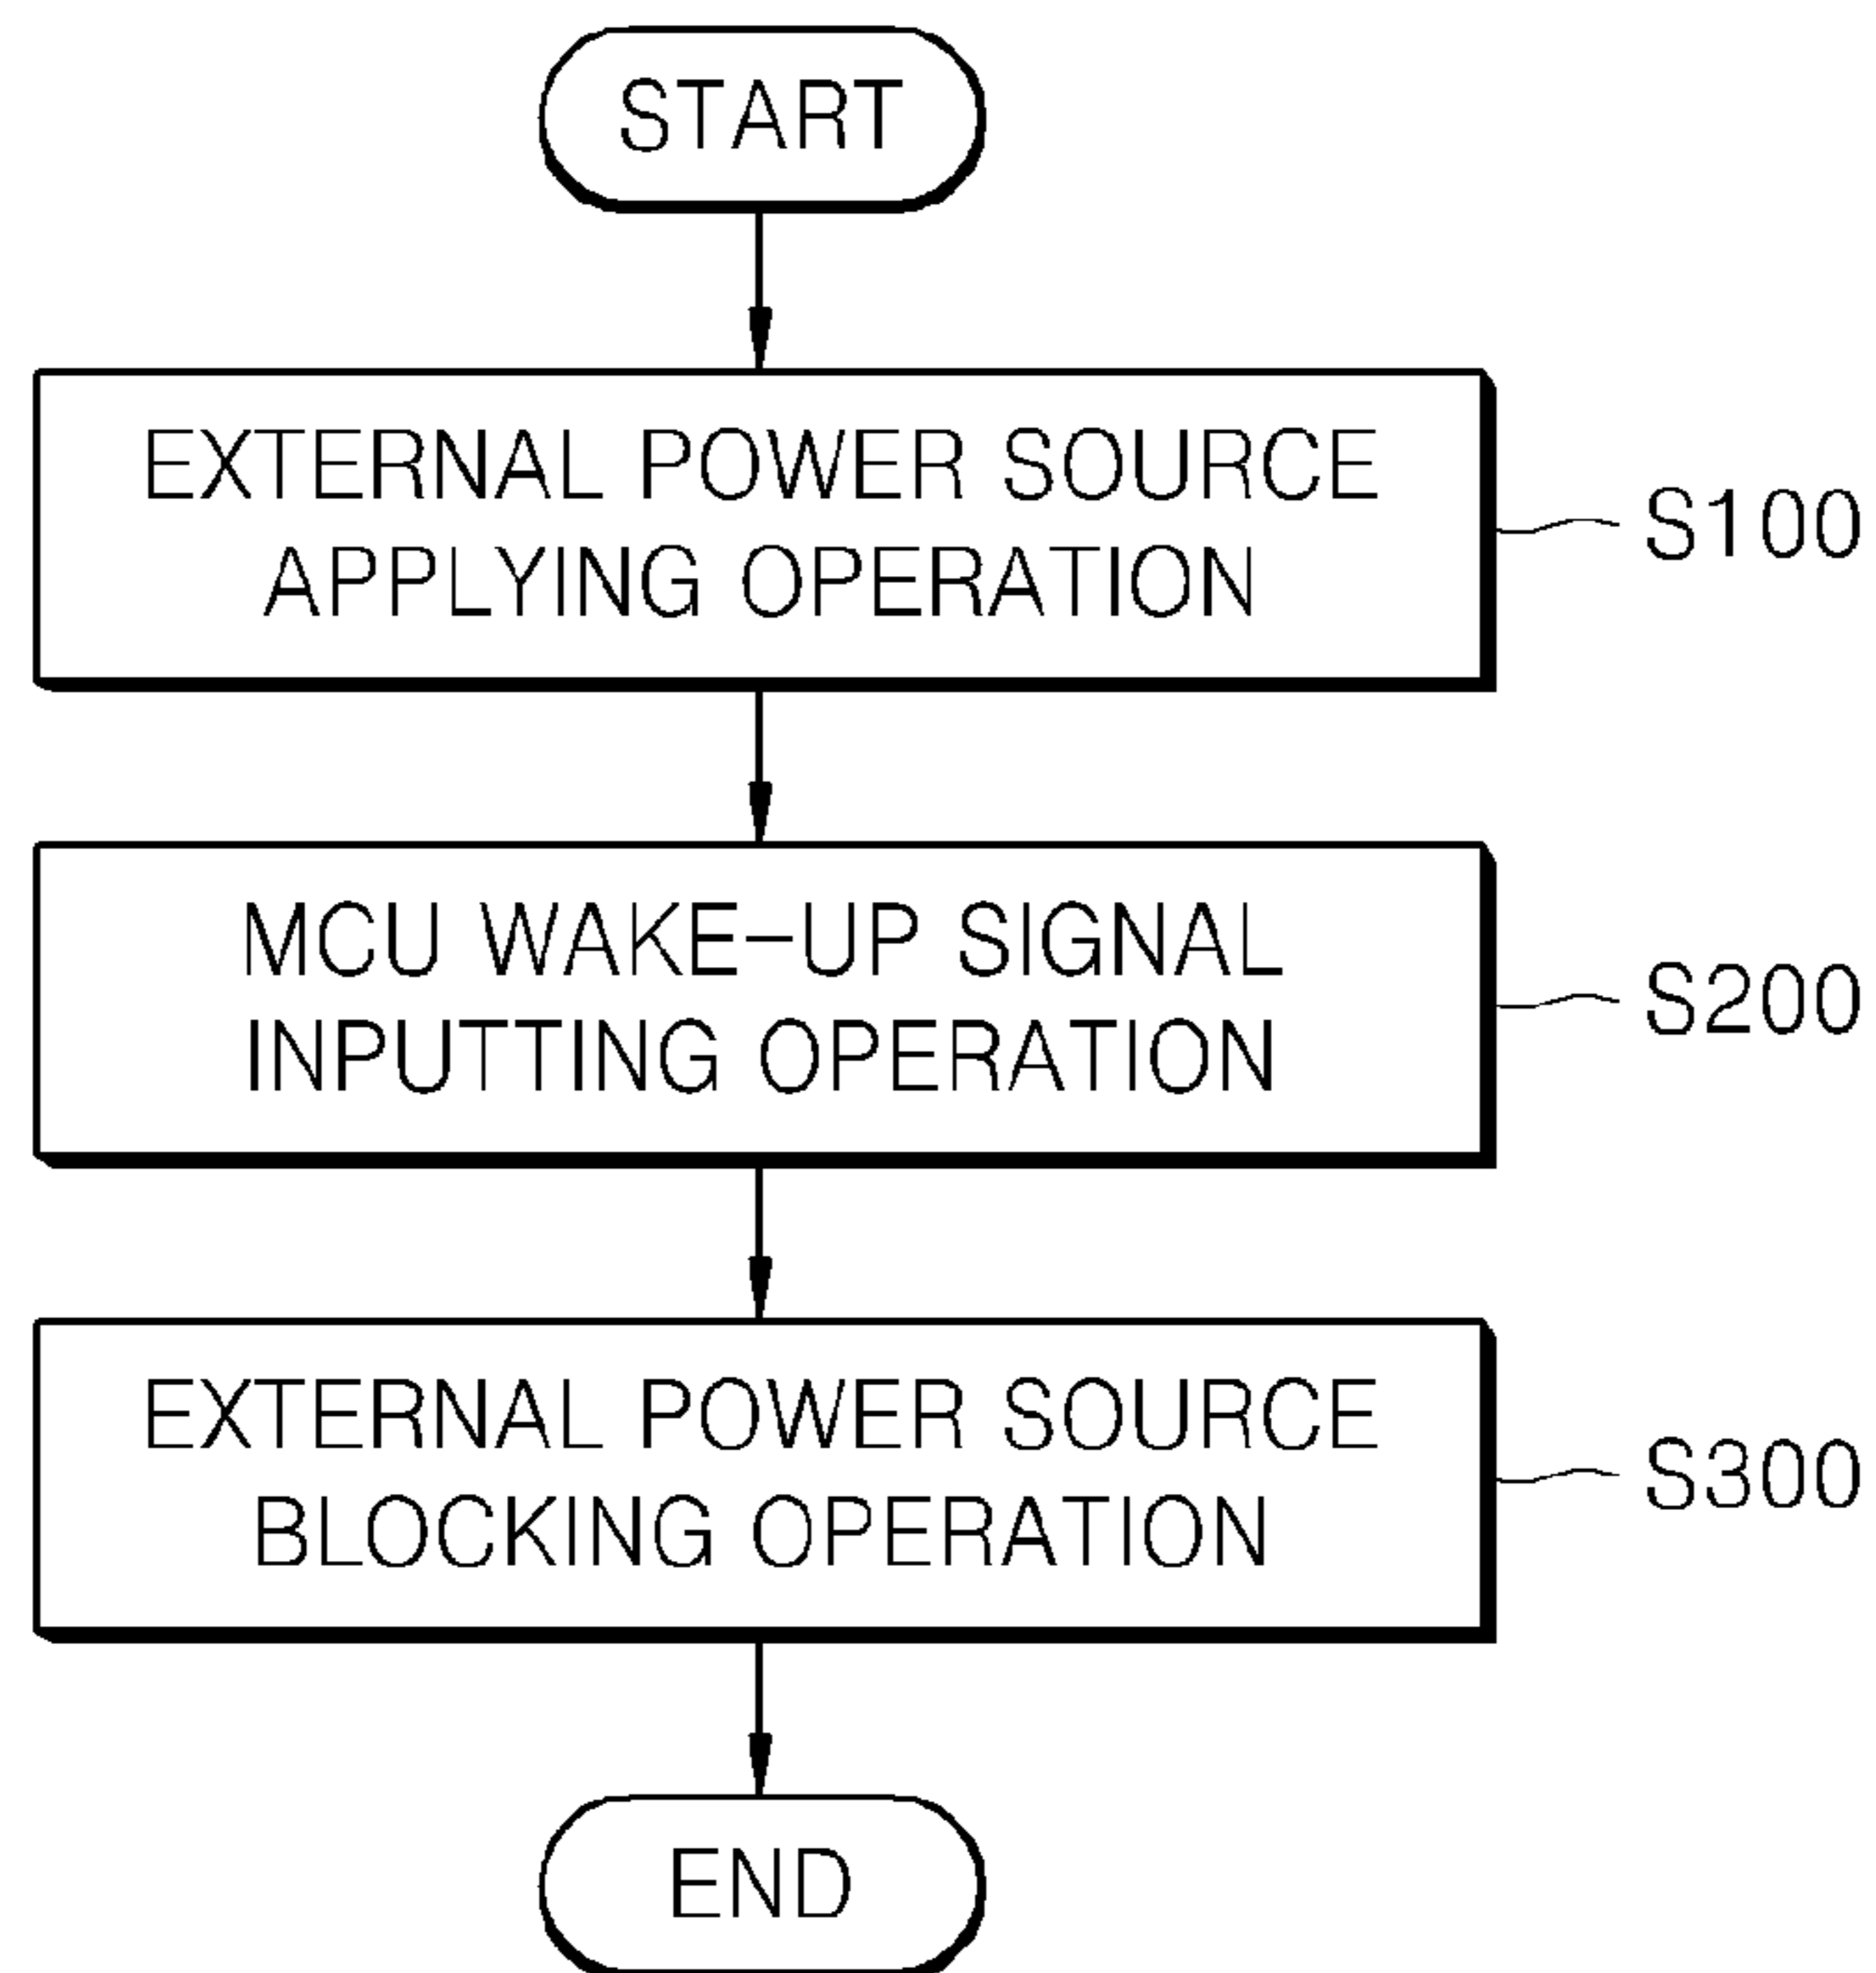 START
EXTERNAL POWER SOURCE
APPLYING OPERATION
S100
MCU WAKE-UP SIGNAL
INPUTTING OPERATION
S200
EXTERNAL POWER SOURCE
BLOCKING OPERATION
S300
END